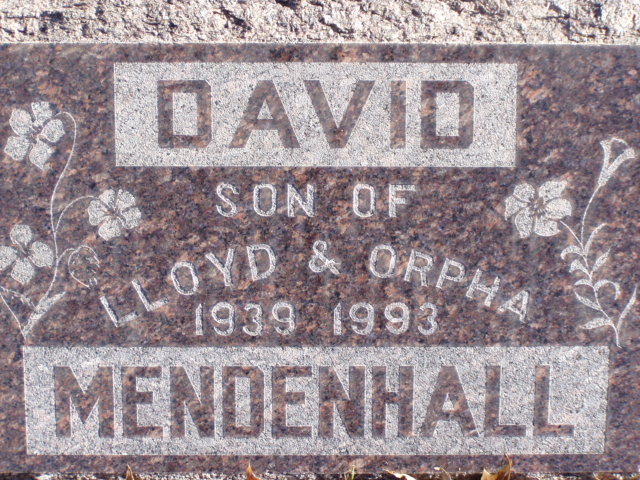 DAVID
SON OF
LLOYD & ORPHA
1939 1993
MENDENHALL